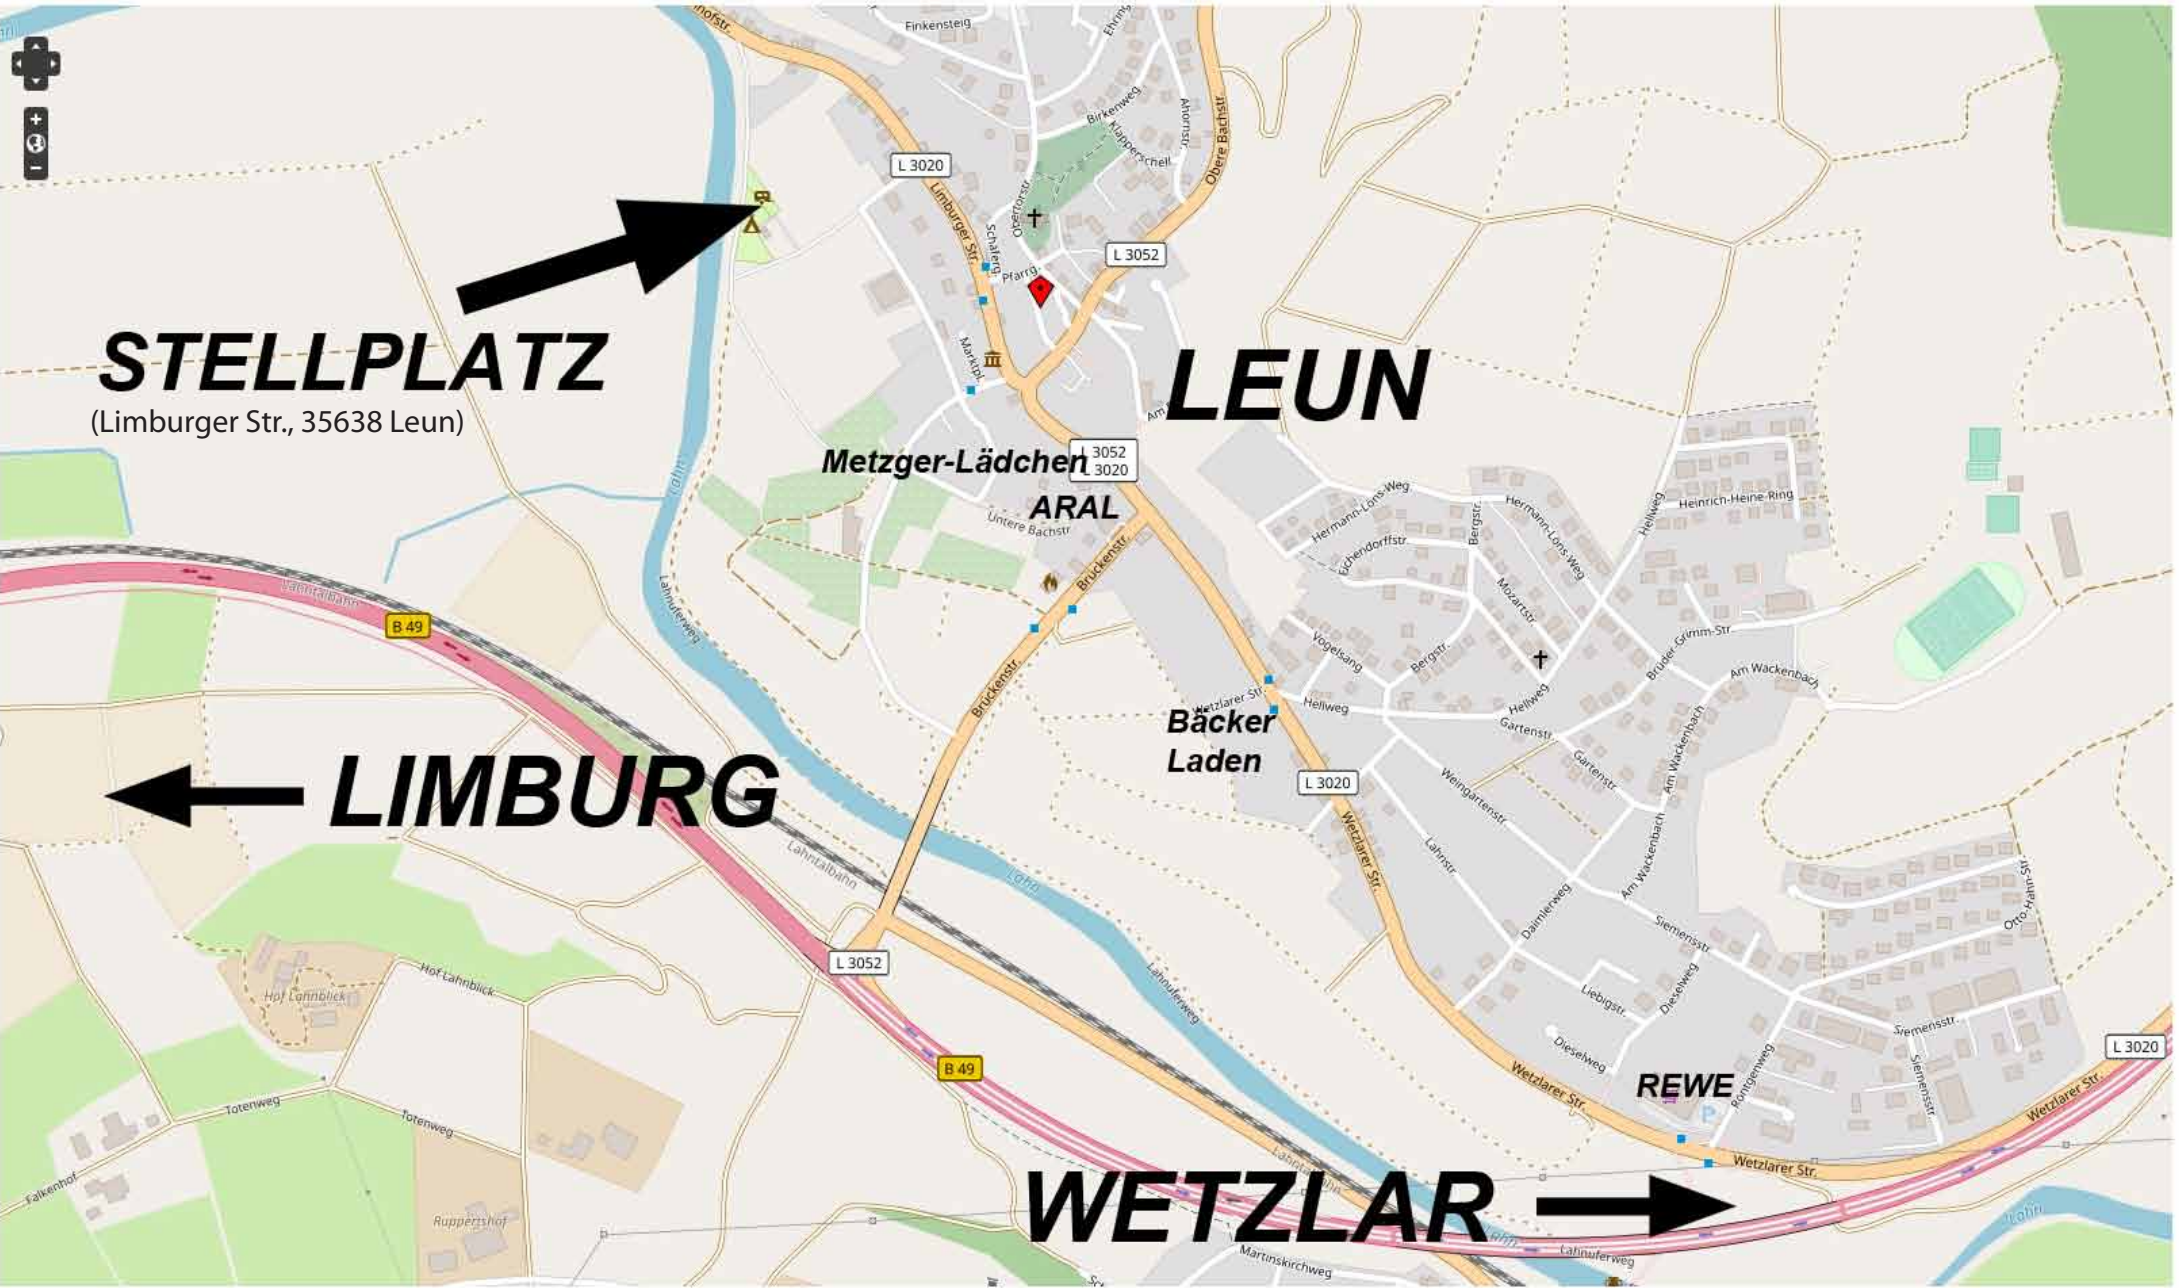 Finkensteig
Birkenweg
Klapperschell
Ahornstr.
Obere Bachstr.
L 3020
Limburger Str.
Obertorstr.
Schäferg.
Pfarrg.
L 3052
Marktpl.
STELLPLATZ
(Limburger Str., 35638 Leun)
LEUN
Metzger-Lädchen
L 3052
L 3020
ARAL
Untere Bachstr
Brückenstr.
Brückenstr.
Lahn
Lahnuferweg
Lahntalbahn
B 49
Hermann-Löns-Weg
Hermann-Löns-Weg
Eichendorffstr.
Bergstr.
Mozartstr.
Hellweg
Heinrich-Heine-Ring
Brüder-Grimm-Str.
Am Wackenbach
Vogelsang
Bergstr.
Wetzlarer Str.
Hellweg
Hellweg
Gartenstr.
Gartenstr.
Am Wackenbach
Bäcker
Laden
L 3020
Weingartenstr.
LIMBURG
Wetzlarer Str.
Lahnstr.
Am Wackenbach
Daimlerweg
Siemensstr.
Otto-Hahn-Str.
Lahntalbahn
Lahn
L 3052
Hof Lahnblick
Hof Lahnblick
Lahnuferweg
Liebigstr.
Dieselweg
Siemensstr.
Dieselweg
B 49
Wetzlarer Str.
REWE
P
Röntgenweg
Siemensstr.
L 3020
Wetzlarer Str.
Totenweg
Totenweg
Falkenhof
Ruppertshof
Lahntalbahn
Wetzlarer Str.
WETZLAR
Lahn
Lahn
Lahnuferweg
Martinskirchweg